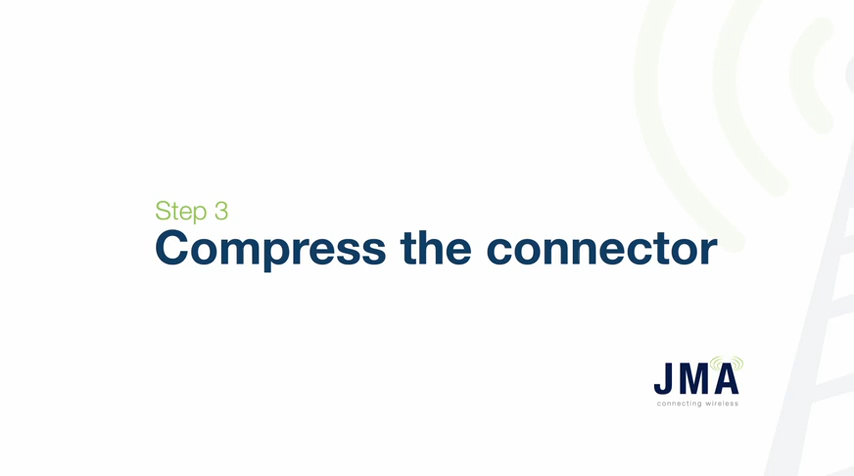 Step 3
Compress the connector
JMA
connecting wireless